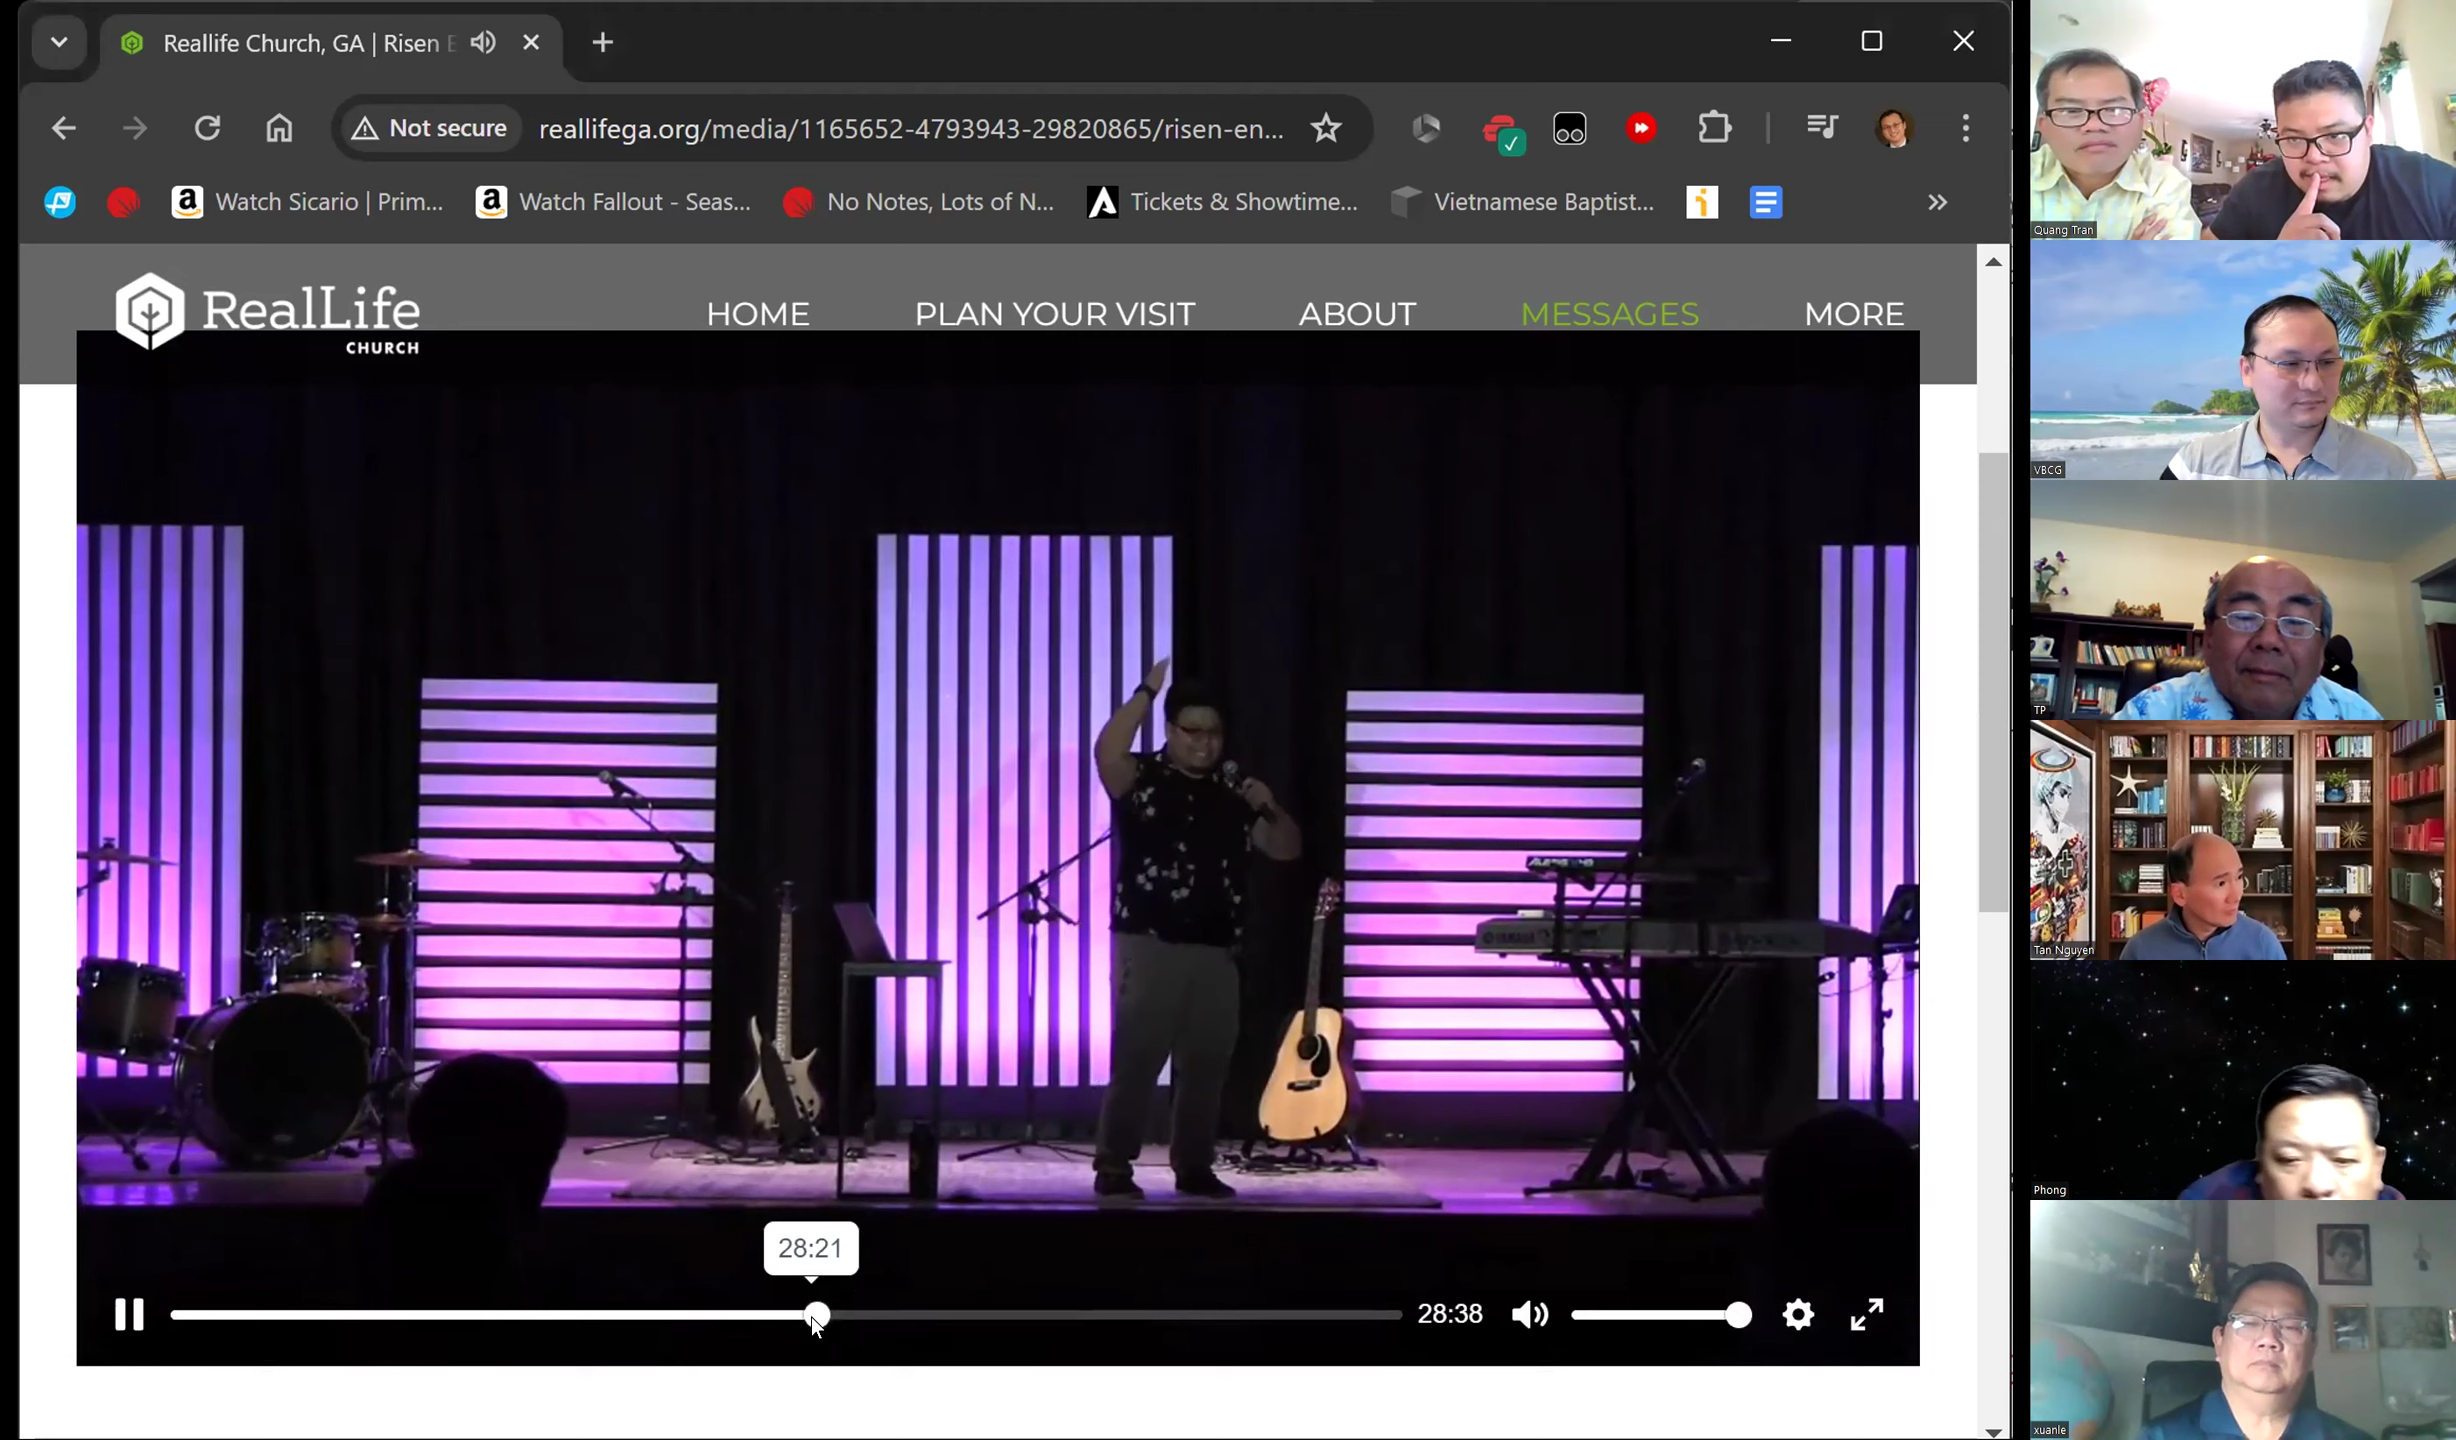 Reallife Church, GA | Risen E
Not secure
reallifega.org/media/1165652-4793943-29820865/risen-en...
Watch Sicario | Prim...
Watch Fallout - Seas...
No Notes, Lots of N...
Tickets & Showtime...
Vietnamese Baptist...
RealLife
CHURCH
HOME
PLAN YOUR VISIT
ABOUT
MESSAGES
MORE
ALESIS
YAMAHA
28:21
28:38
Quang Tran
VBCG
TP
Tan Nguyen
Phong
xuanle